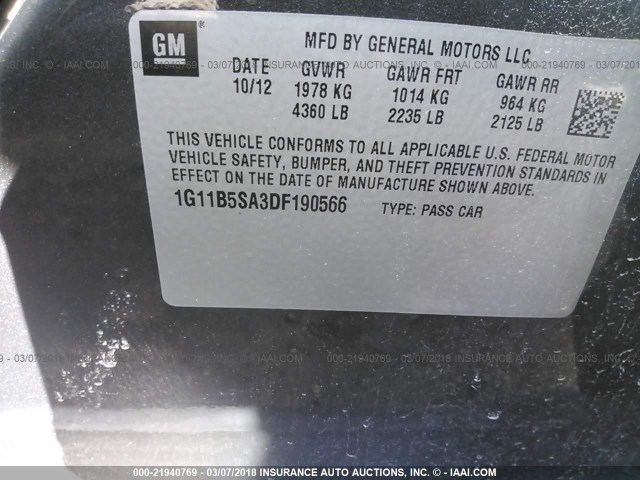 GM
MFD BY GENERAL MOTORS LLC
DATE GVWR GAWR FRT GAWR RR
10/12 1978 KG 1014 KG 964 KG
4360 LB 2235 LB 2125 LB
THIS VEHICLE CONFORMS TO ALL APPLICABLE U.S. FEDERAL MOTOR
VEHICLE SAFETY, BUMPER, AND THEFT PREVENTION STANDARDS IN
EFFECT ON THE DATE OF MANUFACTURE SHOWN ABOVE.
1G11B5SA3DF190566 TYPE: PASS CAR
000-21940769 - 03/07/2018 INSURANCE AUTO AUCTIONS, INC. - © IAAI.COM